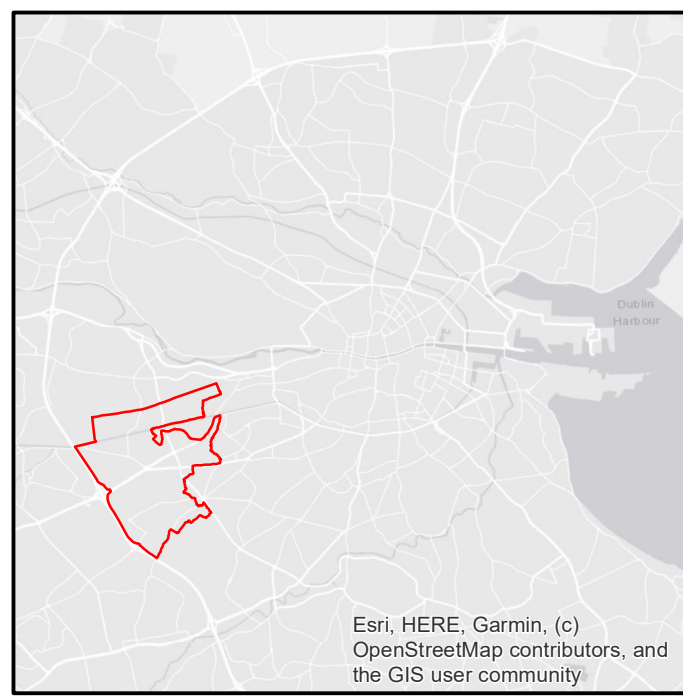 Dublin
Harbour
Esri, HERE, Garmin, (c)
OpenStreetMap contributors, and
the GIS user community